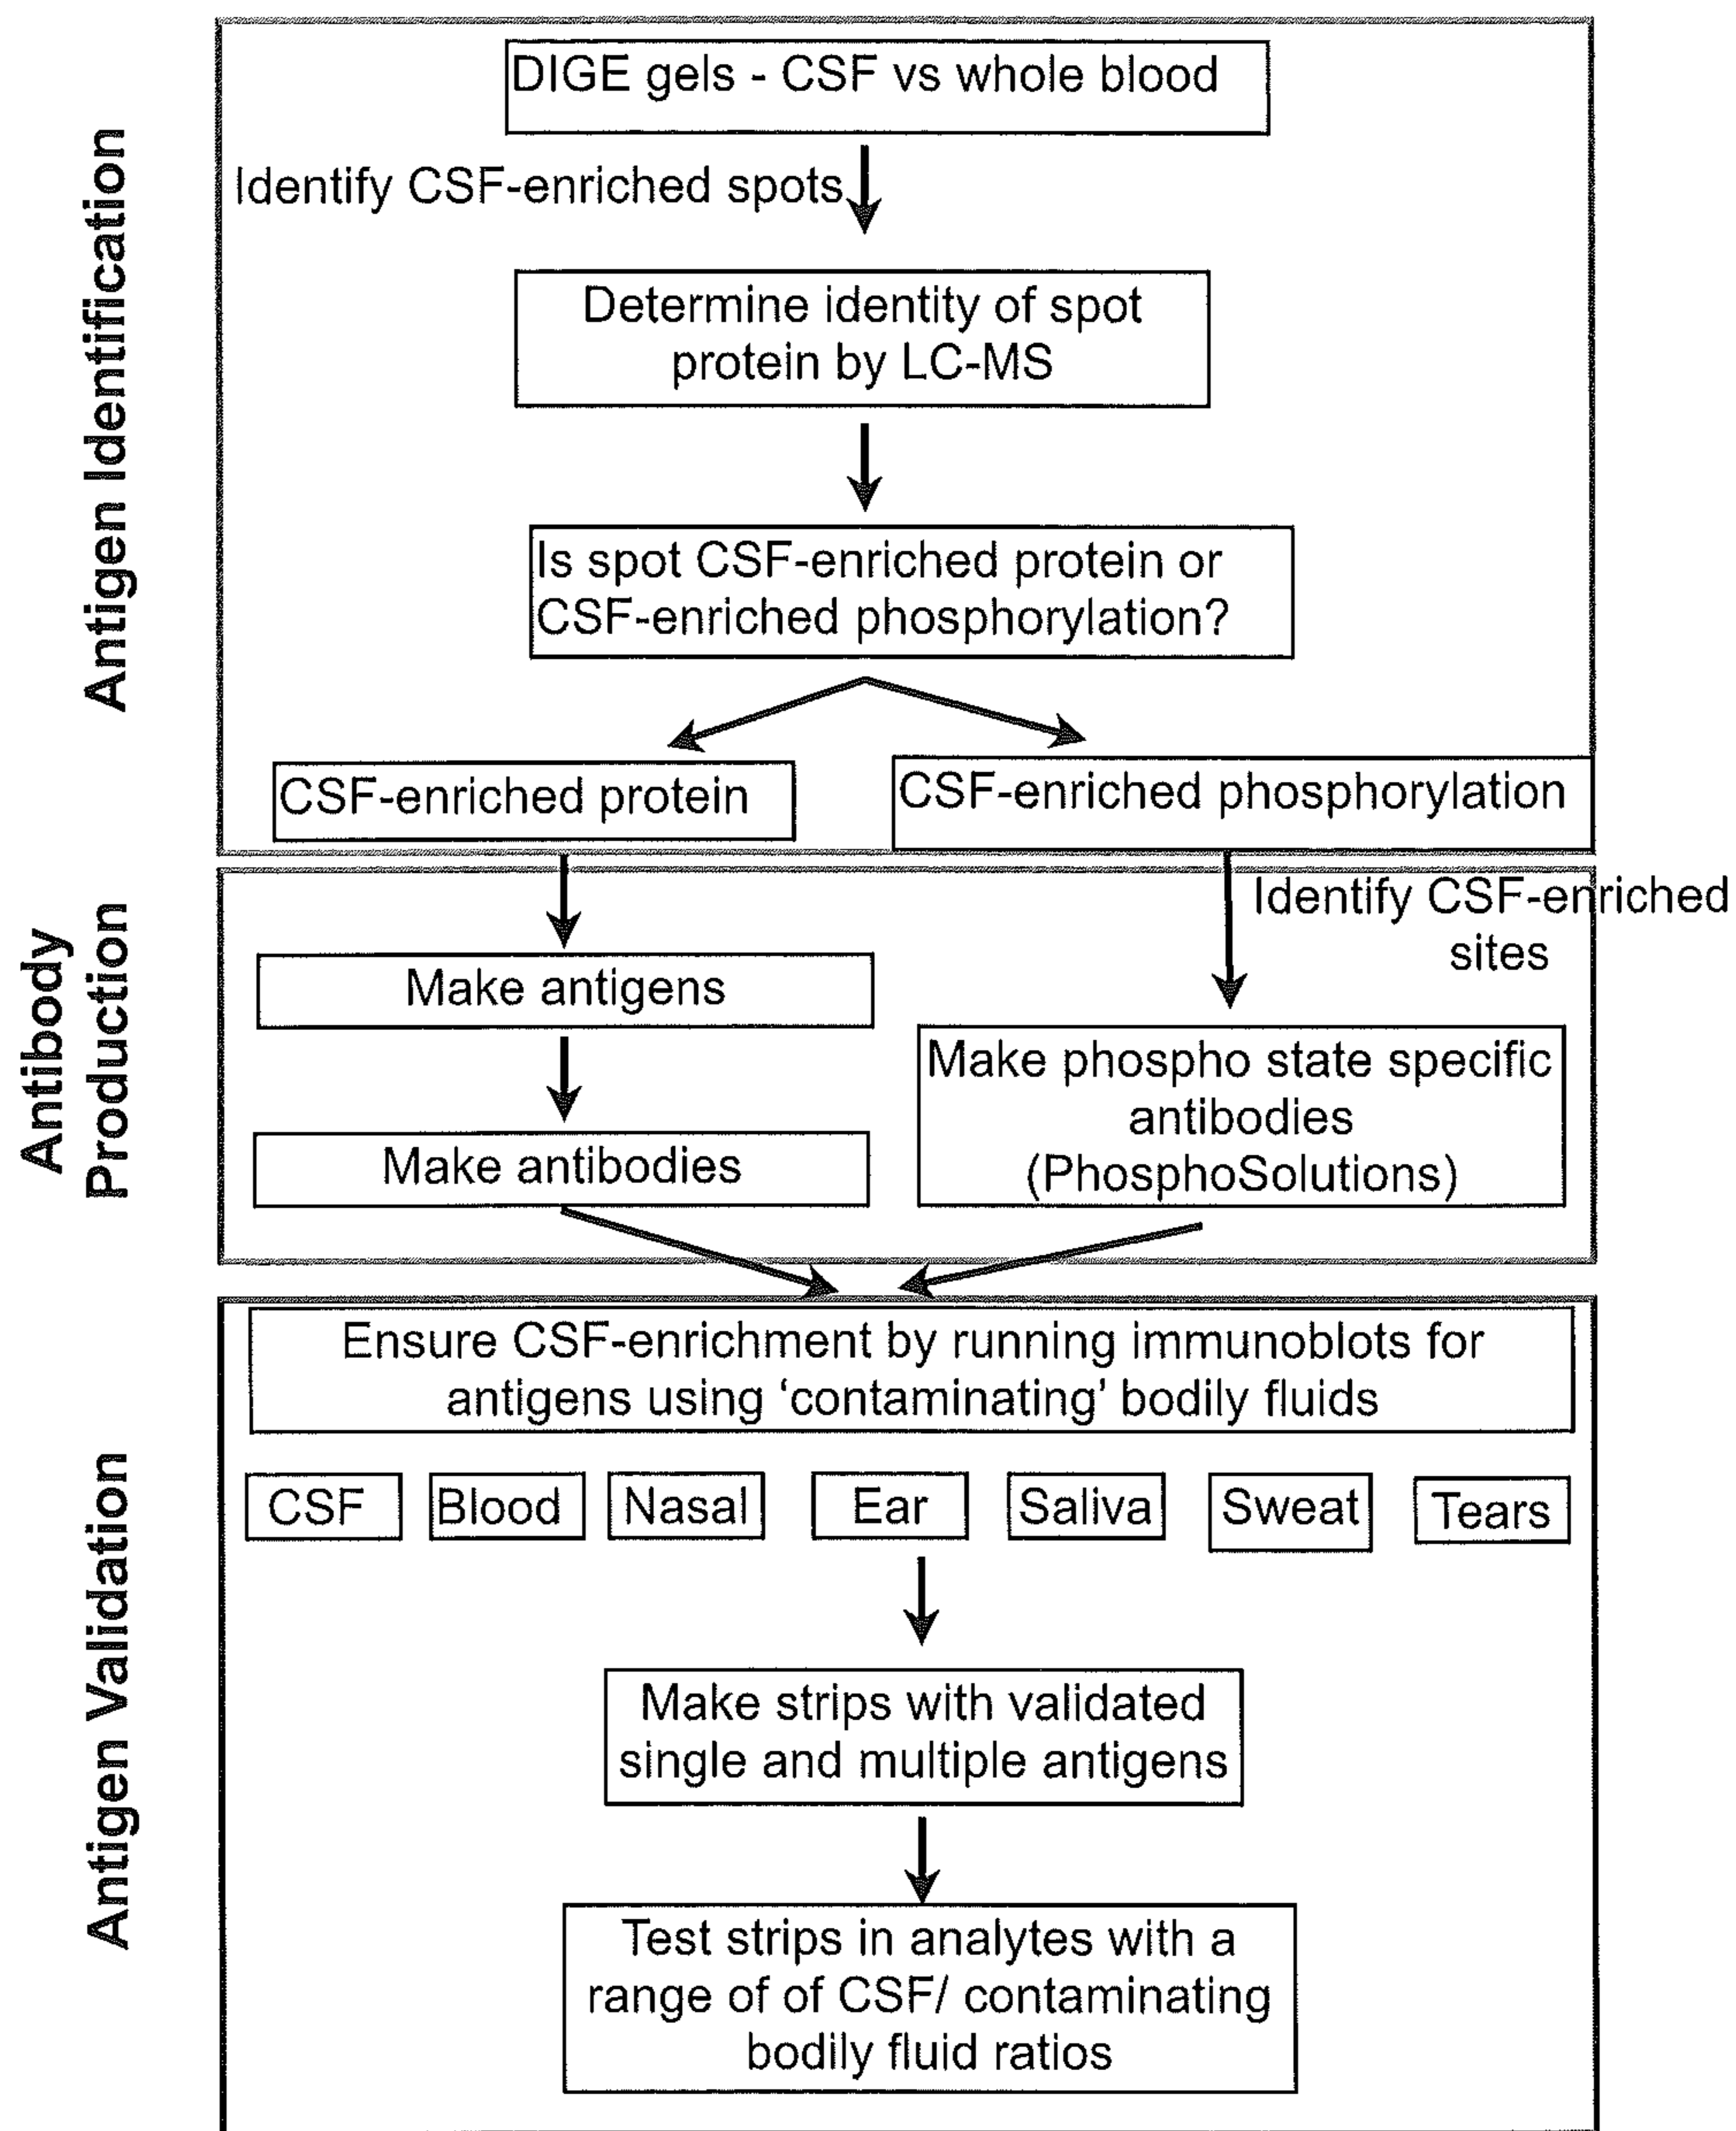 Antigen Identification
DIGE gels - CSF vs whole blood
Identify CSF-enriched spots
Determine identity of spot
protein by LC-MS
Is spot CSF-enriched protein or
CSF-enriched phosphorylation?
CSF-enriched protein
CSF-enriched phosphorylation
Antibody
Production
Identify CSF-enriched
sites
Make antigens
Make antibodies
Make phospho state specific
antibodies
(PhosphoSolutions)
Antigen Validation
Ensure CSF-enrichment by running immunoblots for
antigens using ‘contaminating’ bodily fluids
CSF
Blood
Nasal
Ear
Saliva
Sweat
Tears
Make strips with validated
single and multiple antigens
Test strips in analytes with a
range of of CSF/ contaminating
bodily fluid ratios